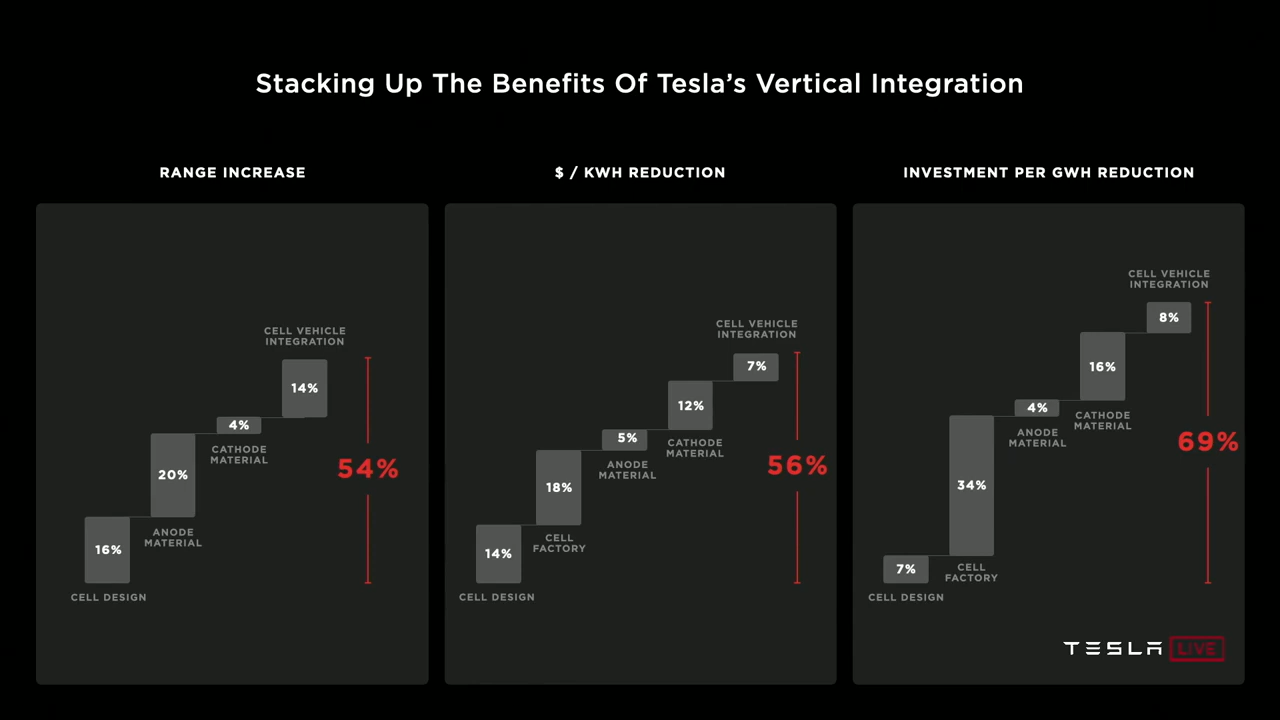 Stacking Up The Benefits Of Tesla's Vertical Integration
RANGE INCREASE
CELL VEHICLE
INTEGRATION
14%
4%
CATHODE
MATERIAL
20%
ANODE
MATERIAL
16%
CELL DESIGN
54%
$ / KWH REDUCTION
CELL VEHICLE
INTEGRATION
7%
12%
CATHODE
MATERIAL
5%
ANODE
MATERIAL
18%
CELL
FACTORY
14%
CELL DESIGN
56%
INVESTMENT PER GWH REDUCTION
CELL VEHICLE
INTEGRATION
8%
16%
CATHODE
MATERIAL
4%
ANODE
MATERIAL
34%
CELL
FACTORY
7%
CELL DESIGN
69%
TESLA LIVE